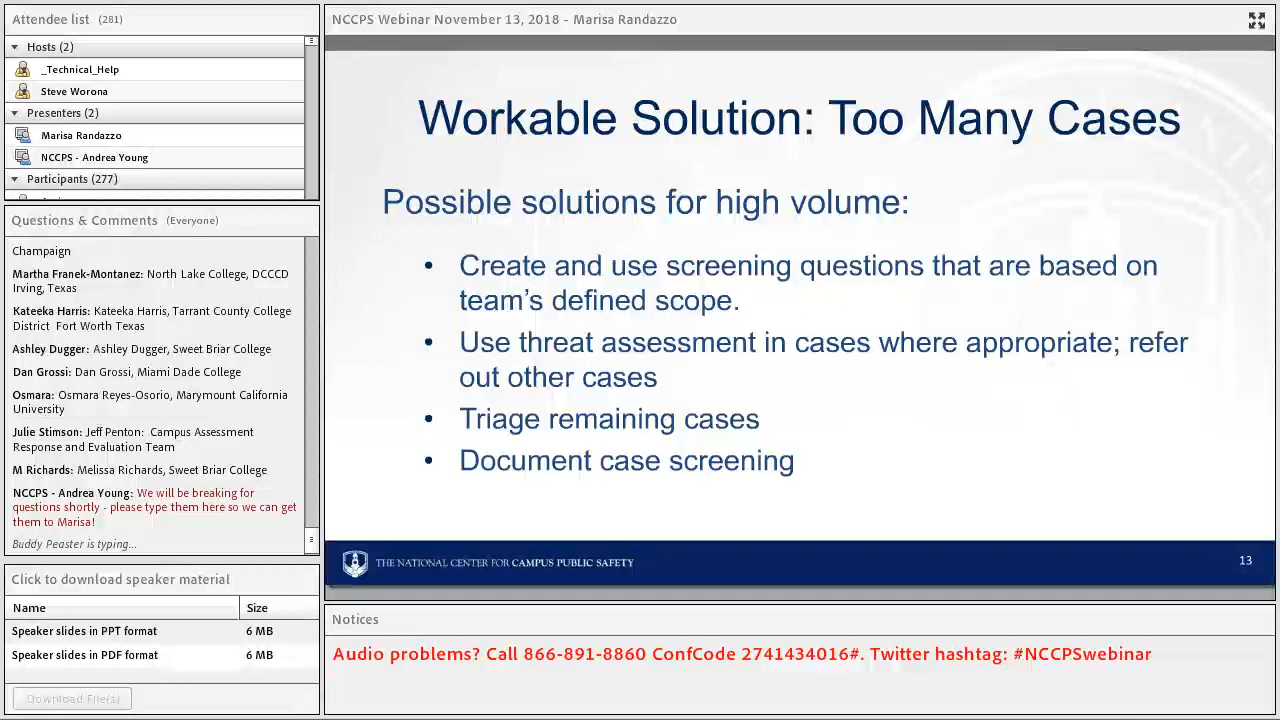 Attendee list (281)
Hosts (2)
_Technical_Help
Steve Worona
Presenters (2)
Marisa Randazzo
NCCPS - Andrea Young
Participants (277)
Questions & Comments (Everyone)
Champaign
Martha Franek-Montanez: North Lake College, DCCCD
Irving, Texas
Kateeka Harris: Kateeka Harris, Tarrant County College
District Fort Worth Texas
Ashley Dugger: Ashley Dugger, Sweet Briar College
Dan Grossi: Dan Grossi, Miami Dade College
Osmara: Osmara Reyes-Osorio, Marymount California
University
Julie Stinson: Jeff Penton: Campus Assessment
Response and Evaluation Team
M Richards: Melissa Richards, Sweet Briar College
NCCPS - Andrea Young: We will be breaking for
questions shortly - please type them here so we can get
them to Marisa!
Buddy Peaster is typing...
Click to download speaker material
Name Size
Speaker slides in PPT format 6 MB
Speaker slides in PDF format 6 MB
Download File(s)
NCCPS Webinar November 13, 2018 - Marisa Randazzo
Workable Solution: Too Many Cases
Possible solutions for high volume:
• Create and use screening questions that are based on
team's defined scope.
• Use threat assessment in cases where appropriate; refer
out other cases
• Triage remaining cases
• Document case screening
THE NATIONAL CENTER FOR CAMPUS PUBLIC SAFETY
13
Notices
Audio problems? Call 866-891-8860 ConfCode 2741434016#. Twitter hashtag: #NCCPSwebinar